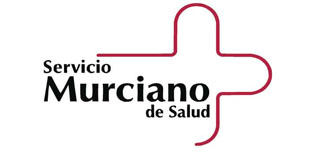 Servicio
Murciano
de Salud